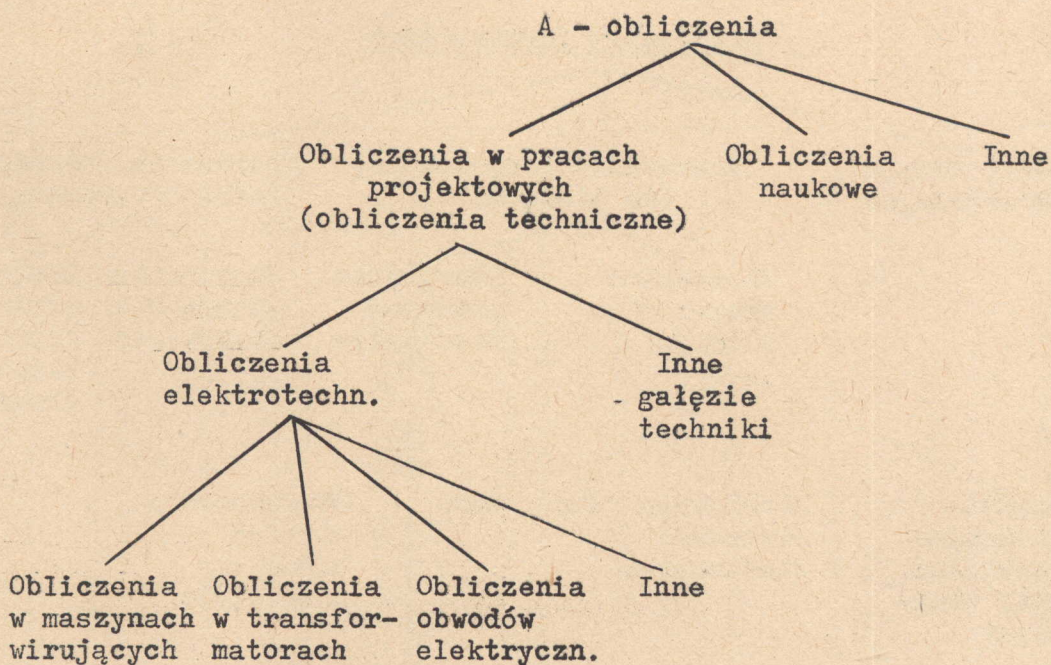 A - obliczenia
Obliczenia w pracach
projektowych
(obliczenia techniczne)
Obliczenia
naukowe
Inne
Obliczenia
elektrotechn.
Inne
gałęzie
techniki
Obliczenia
w maszynach
wirujących
Obliczenia
w transfor-
matorach
Obliczenia
obwodów
elektryczn.
Inne